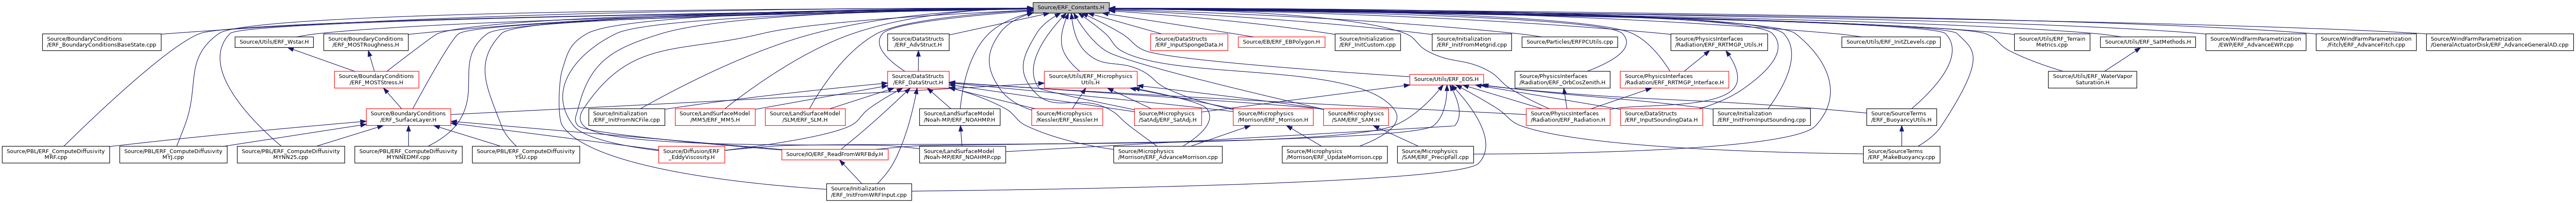 Source/ERF_Constants.H
Source/BoundaryConditions
/ERF_BoundaryConditionsBaseState.cpp
Source/Utils/ERF_Wstar.H
Source/BoundaryConditions
/ERF_MOSTRoughness.H
Source/DataStructs
/ERF_AdvStruct.H
Source/DataStructs
/ERF_InputSpongeData.H
Source/EB/ERF_EBPolygon.H
Source/Initialization
/ERF_InitCustom.cpp
Source/Initialization
/ERF_InitFromMetgrid.cpp
Source/Particles/ERFPCUtils.cpp
Source/PhysicsInterfaces
/Radiation/ERF_RRTMGP_Utils.H
Source/Utils/ERF_InitZLevels.cpp
Source/Utils/ERF_Terrain
Metrics.cpp
Source/Utils/ERF_SatMethods.H
Source/WindFarmParametrization
/EWP/ERF_AdvanceEWP.cpp
Source/WindFarmParametrization
/Fitch/ERF_AdvanceFitch.cpp
Source/WindFarmParametrization
/GeneralActuatorDisk/ERF_AdvanceGeneralAD.cpp
Source/BoundaryConditions
/ERF_MOSTStress.H
Source/DataStructs
/ERF_DataStruct.H
Source/Utils/ERF_Microphysics
Utils.H
Source/Utils/ERF_EOS.H
Source/PhysicsInterfaces
/Radiation/ERF_OrbCosZenith.H
Source/PhysicsInterfaces
/Radiation/ERF_RRTMGP_Interface.H
Source/Utils/ERF_WaterVapor
Saturation.H
Source/BoundaryConditions
/ERF_SurfaceLayer.H
Source/Initialization
/ERF_InitFromNCFile.cpp
Source/LandSurfaceModel
/MM5/ERF_MM5.H
Source/LandSurfaceModel
/SLM/ERF_SLM.H
Source/LandSurfaceModel
/Noah-MP/ERF_NOAHMP.H
Source/Microphysics
/Kessler/ERF_Kessler.H
Source/Microphysics
/SatAdj/ERF_SatAdj.H
Source/Microphysics
/Morrison/ERF_Morrison.H
Source/Microphysics
/SAM/ERF_SAM.H
Source/PhysicsInterfaces
/Radiation/ERF_Radiation.H
Source/DataStructs
/ERF_InputSoundingData.H
Source/Initialization
/ERF_InitFromInputSounding.cpp
Source/SourceTerms
/ERF_BuoyancyUtils.H
Source/PBL/ERF_ComputeDiffusivity
MRF.cpp
Source/PBL/ERF_ComputeDiffusivity
MYJ.cpp
Source/PBL/ERF_ComputeDiffusivity
MYNN25.cpp
Source/PBL/ERF_ComputeDiffusivity
MYNNEDMF.cpp
Source/PBL/ERF_ComputeDiffusivity
YSU.cpp
Source/Diffusion/ERF
_EddyViscosity.H
Source/IO/ERF_ReadFromWRFBdy.H
Source/LandSurfaceModel
/Noah-MP/ERF_NOAHMP.cpp
Source/Microphysics
/Morrison/ERF_AdvanceMorrison.cpp
Source/Microphysics
/Morrison/ERF_UpdateMorrison.cpp
Source/Microphysics
/SAM/ERF_PrecipFall.cpp
Source/SourceTerms
/ERF_MakeBuoyancy.cpp
Source/Initialization
/ERF_InitFromWRFInput.cpp